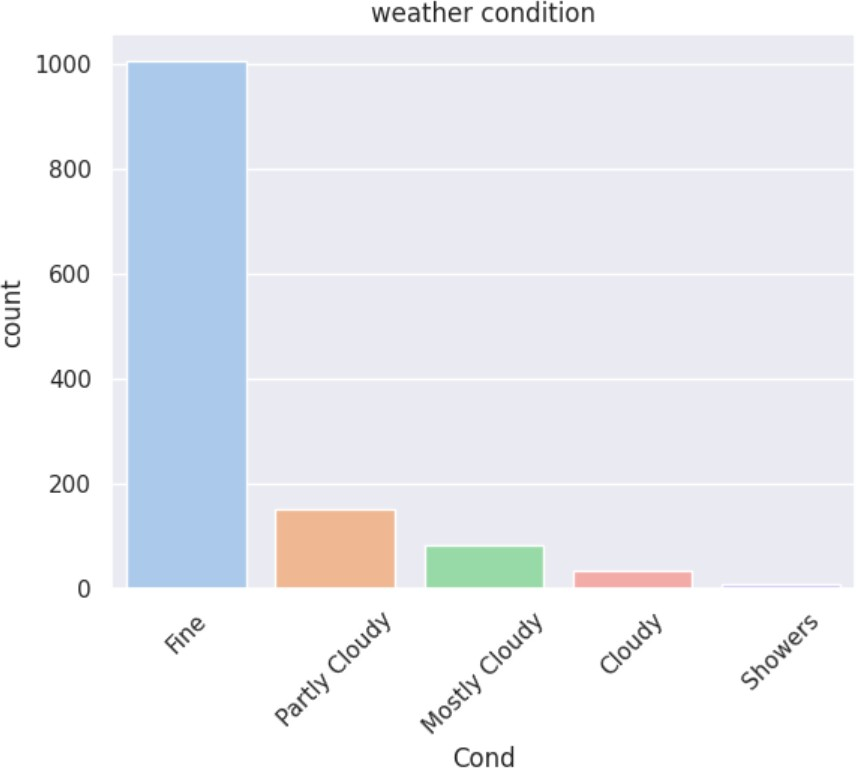 weather condition
1000
800
600
400
200
0
count
Fine
Partly Cloudy
Mostly Cloudy
Cloudy
Showers
Cond